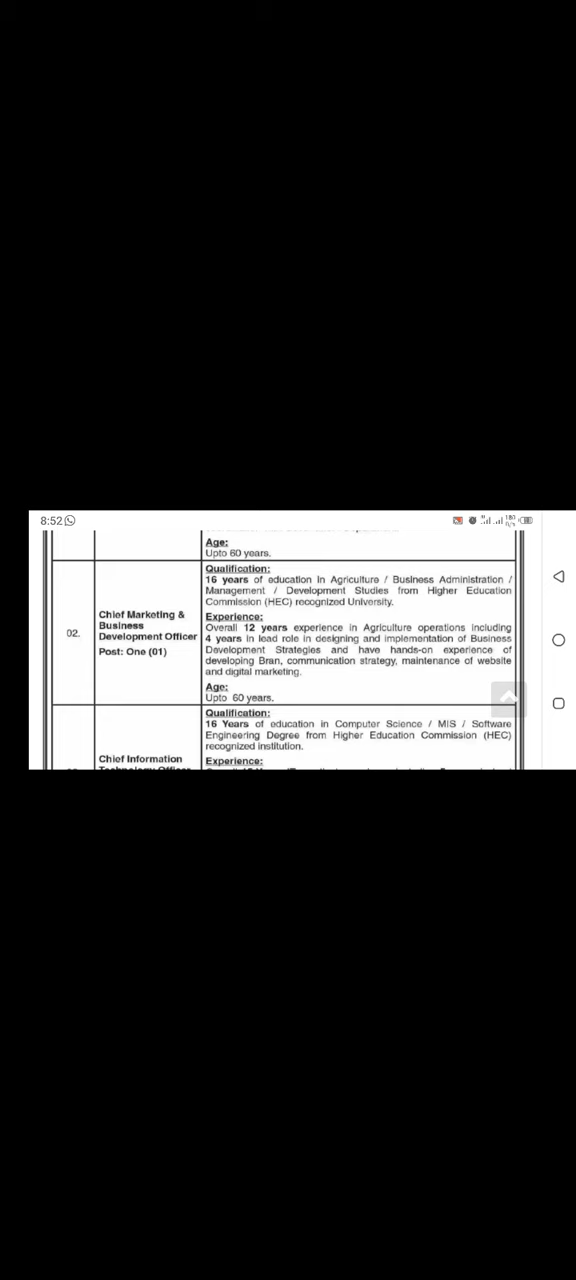 8:52
Age:
Upto 60 years.
02.
Chief Marketing &
Business
Development Officer
Post: One (01)
Qualification:
16 years of education in Agriculture / Business Administration /
Management / Development Studies from Higher Education
Commission (HEC) recognized University.
Experience:
Overall 12 years experience in Agriculture operations including
4 years in lead role in designing and implementation of Business
Development Strategies and have hands-on experience of
developing Bran, communication strategy, maintenance of website
and digital marketing.
Age:
Upto 60 years.
Chief Information
Technology Officer
Qualification:
16 Years of education in Computer Science / MIS / Software
Engineering Degree from Higher Education Commission (HEC)
recognized institution.
Experience: